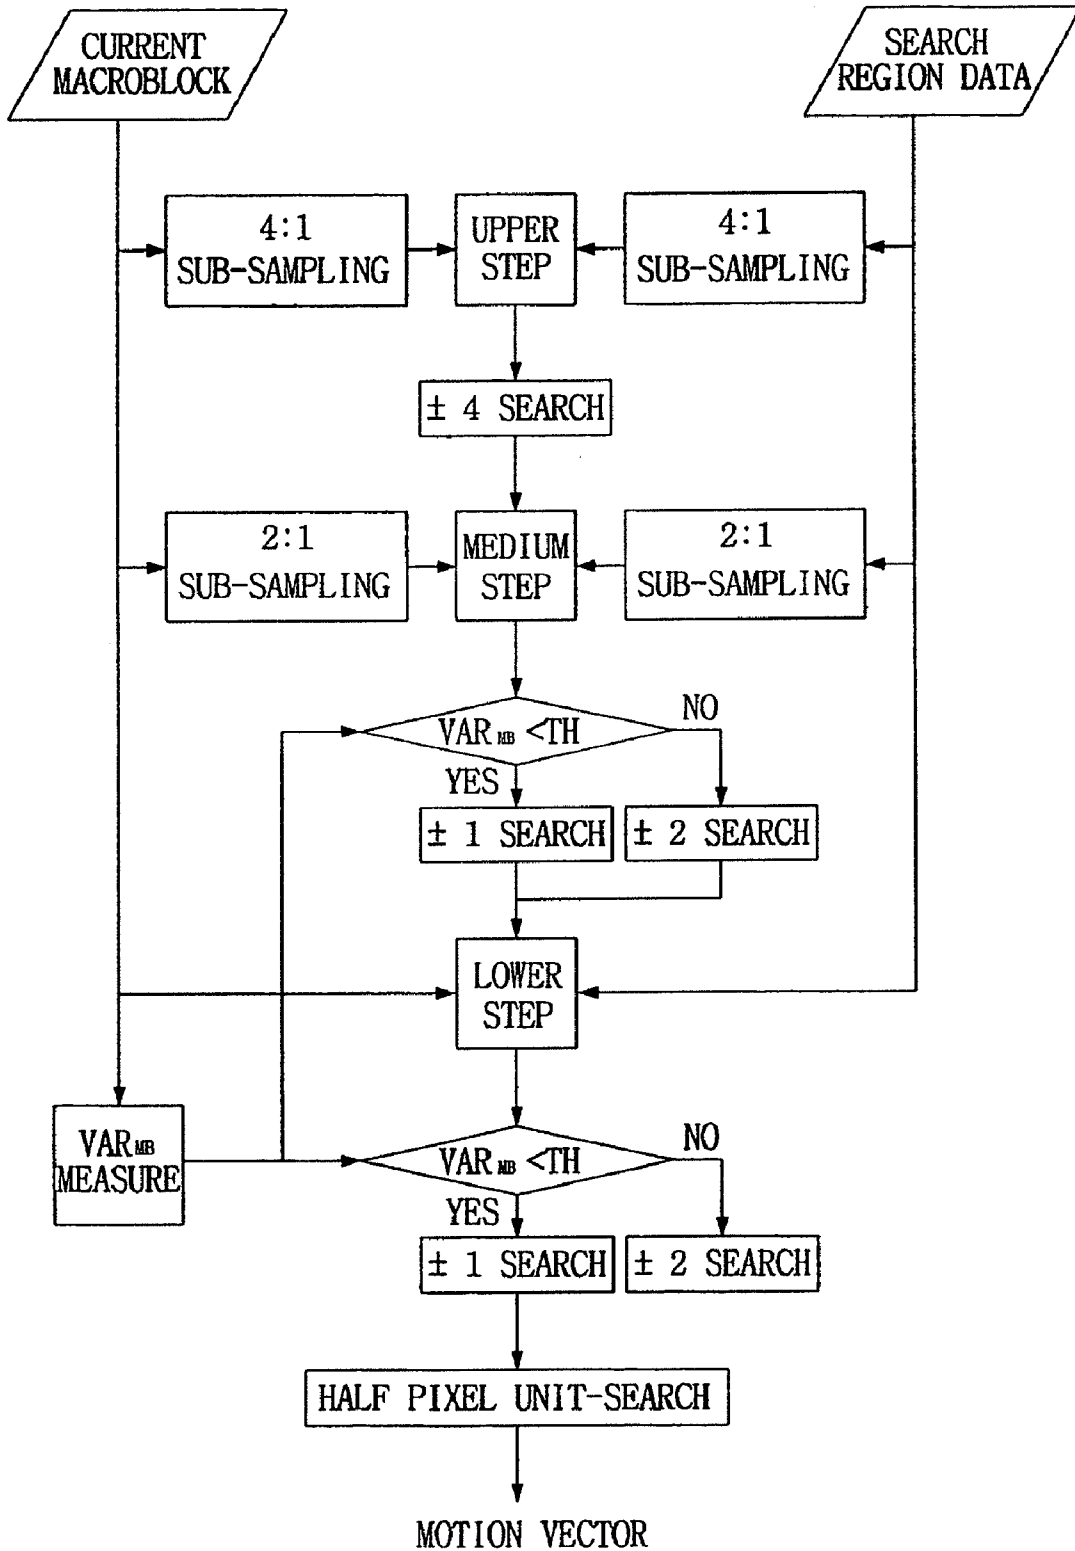 CURRENT
MACROBLOCK
SEARCH
REGION DATA
4:1
SUB-SAMPLING
UPPER
STEP
4:1
SUB-SAMPLING
± 4 SEARCH
2:1
SUB-SAMPLING
MEDIUM
STEP
2:1
SUB-SAMPLING
VAR MB <TH
NO
YES
± 1 SEARCH
± 2 SEARCH
LOWER
STEP
VAR MB
MEASURE
VAR MB <TH
NO
YES
± 1 SEARCH
± 2 SEARCH
HALF PIXEL UNIT-SEARCH
MOTION VECTOR